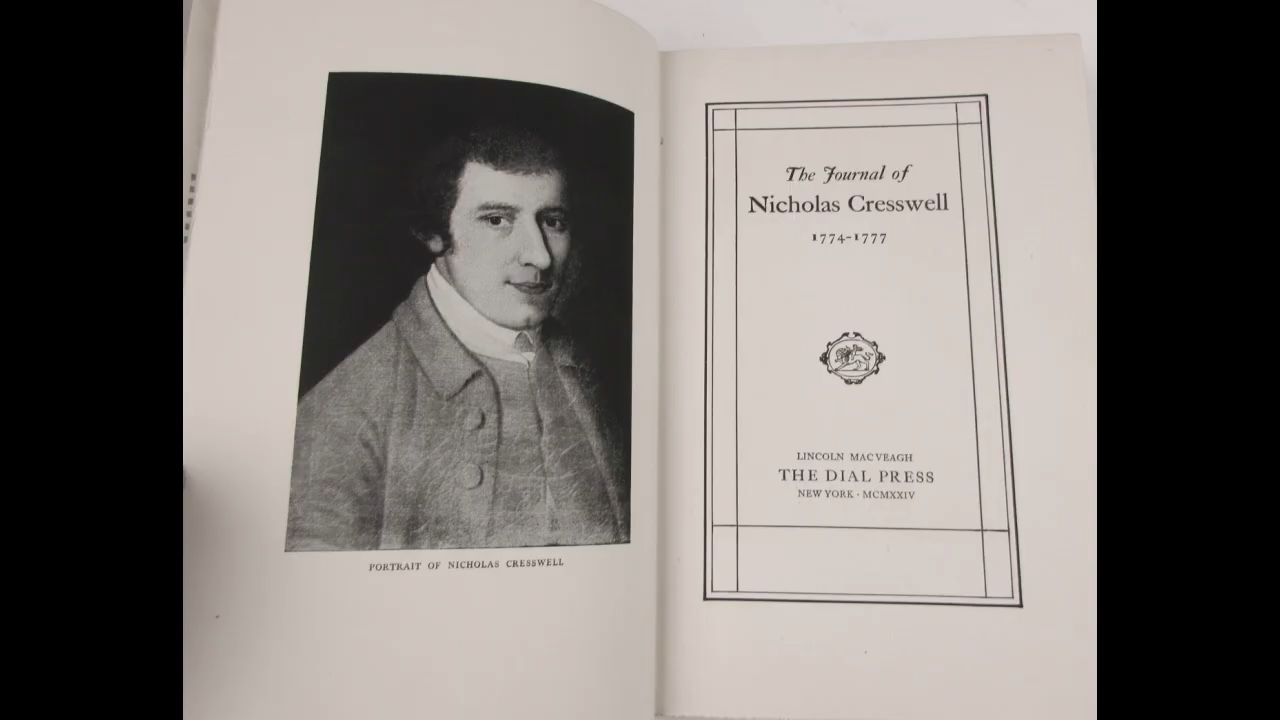 PORTRAIT OF NICHOLAS CRESSWELL
The Journal of
Nicholas Cresswell
1774-1777
LINCOLN MACVEAGH
THE DIAL PRESS
NEW YORK · MCMXXIV